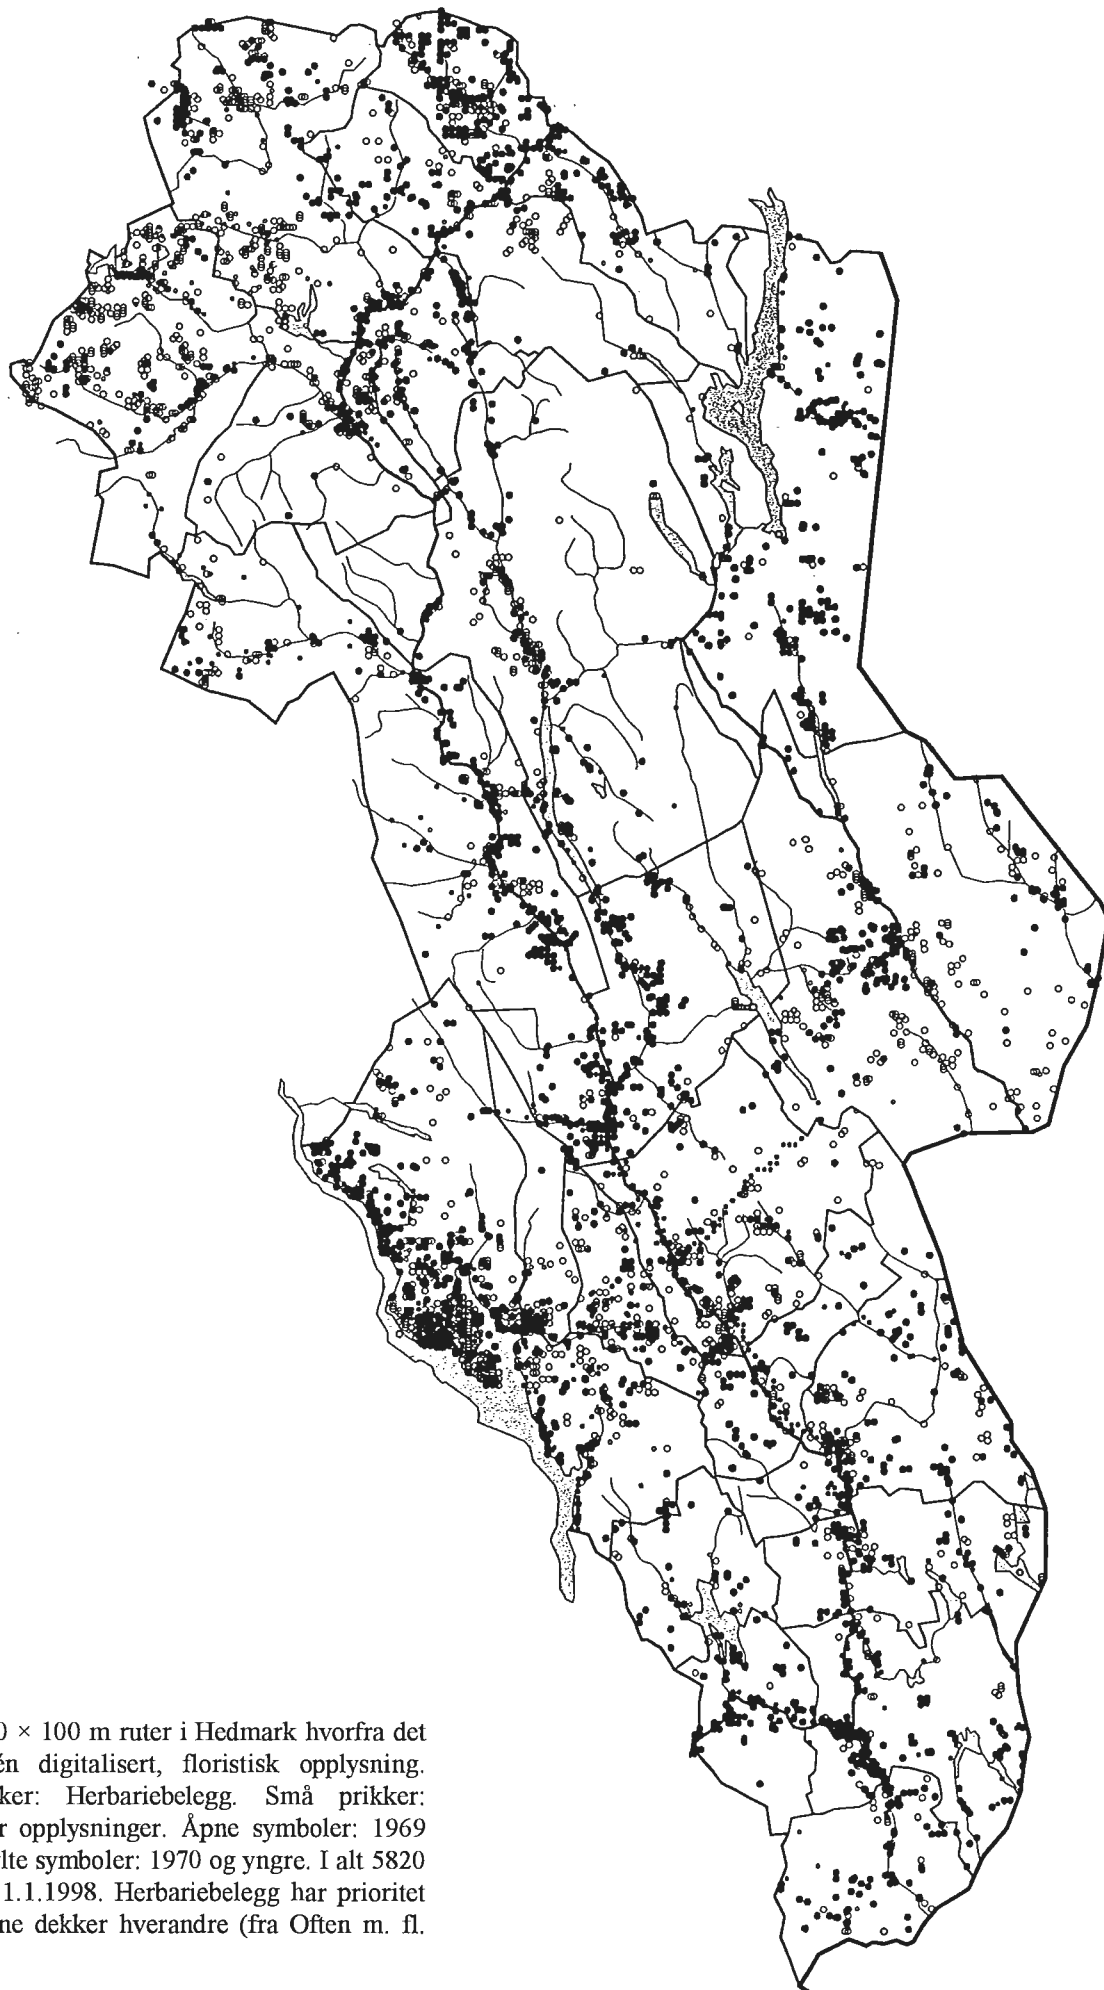 0 × 100 m ruter i Hedmark hvorfra det
én digitalisert, floristisk opplysning.
ker: Herbariebelegg. Små prikker:
r opplysninger. Åpne symboler: 1969
lte symboler: 1970 og yngre. I alt 5820
1.1.1998. Herbariebelegg har prioritet
ne dekker hverandre (fra Often m. fl.